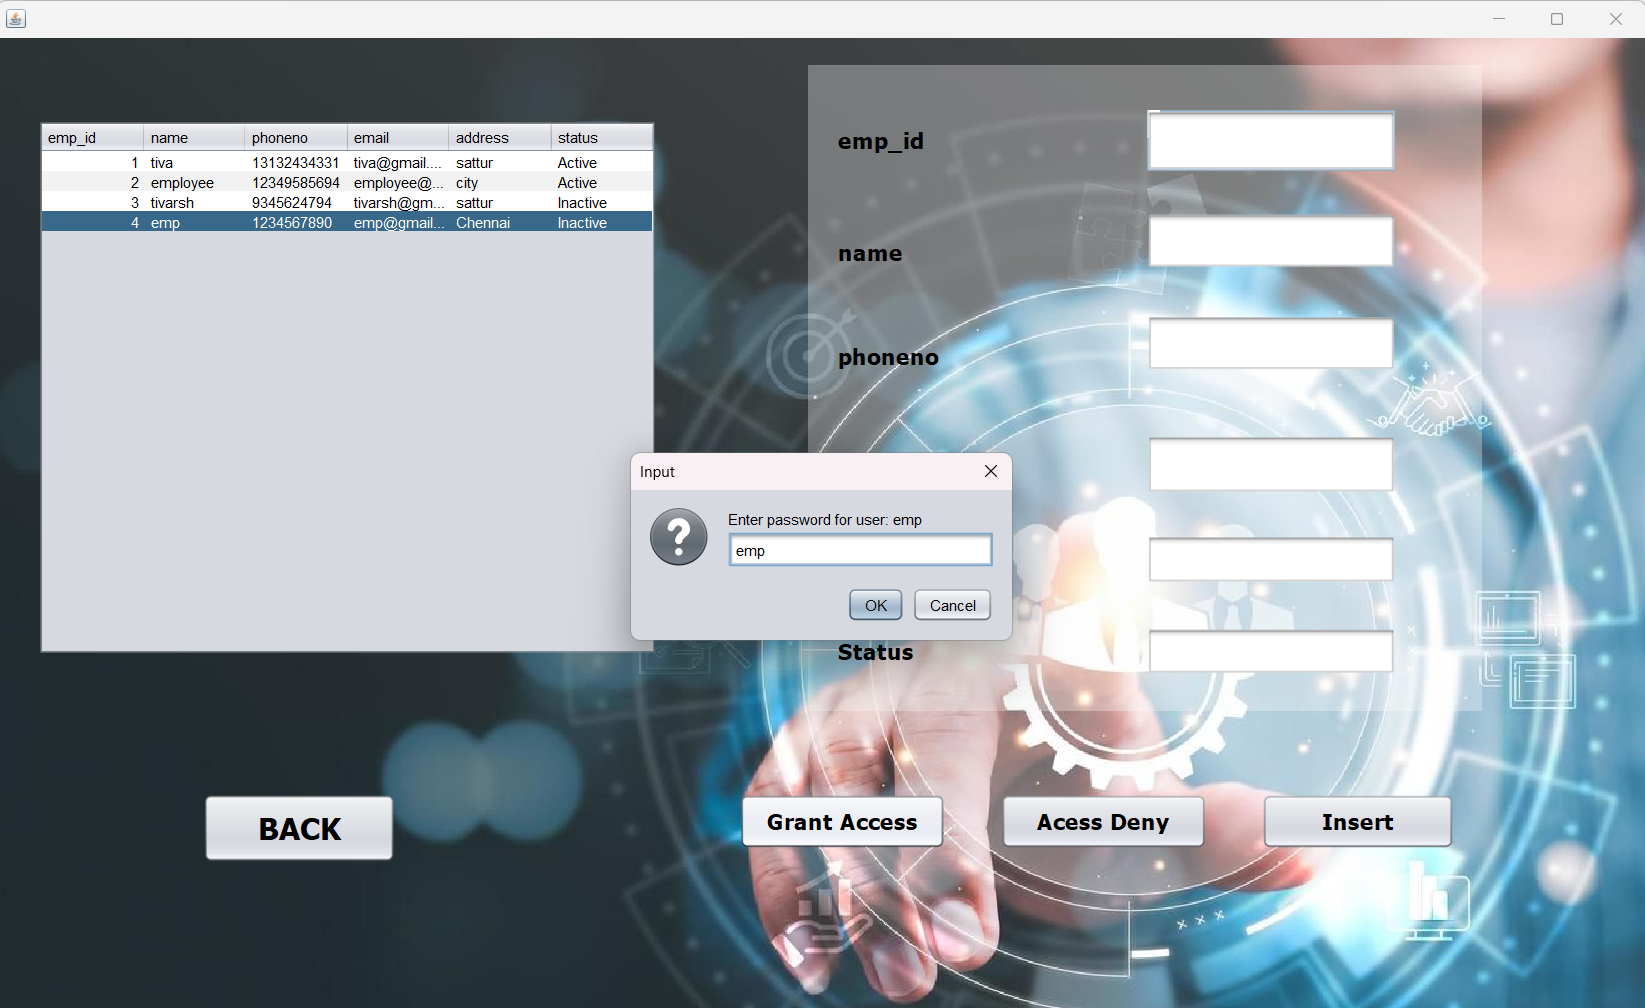 emp_id name phoneno email address status
1 tiva 13132434331 tiva@gmail.... sattur Active
2 employee 12349585694 employee@... city Active
3 tivarsh 9345624794 tivarsh@gm... sattur Inactive
4 emp 1234567890 emp@gmail... Chennai Inactive
emp_id
name
phoneno
Input
Enter password for user: emp
emp
OK Cancel
Status
BACK
Grant Access
Acess Deny
Insert